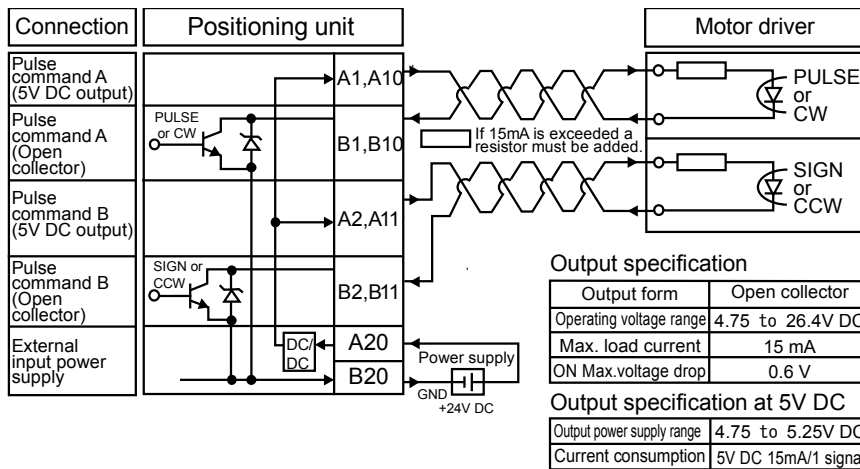 Connection
Positioning unit
Motor driver
Pulse
command A
(5V DC output)
A1,A10
Pulse
command A
(Open
collector)
PULSE
or CW
B1,B10
If 15mA is exceeded a
resistor must be added.
PULSE
or
CW
Pulse
command B
(5V DC output)
A2,A11
SIGN
or
CCW
Pulse
command B
(Open
collector)
SIGN or
CCW
B2,B11
External
input power
supply
DC/
DC
A20
B20
Power supply
GND
+24V DC
Output specification
Output form Open collector
Operating voltage range 4.75 to 26.4V DC
Max. load current 15 mA
ON Max.voltage drop 0.6 V
Output specification at 5V DC
Output power supply range 4.75 to 5.25V DC
Current consumption 5V DC 15mA/1 signal